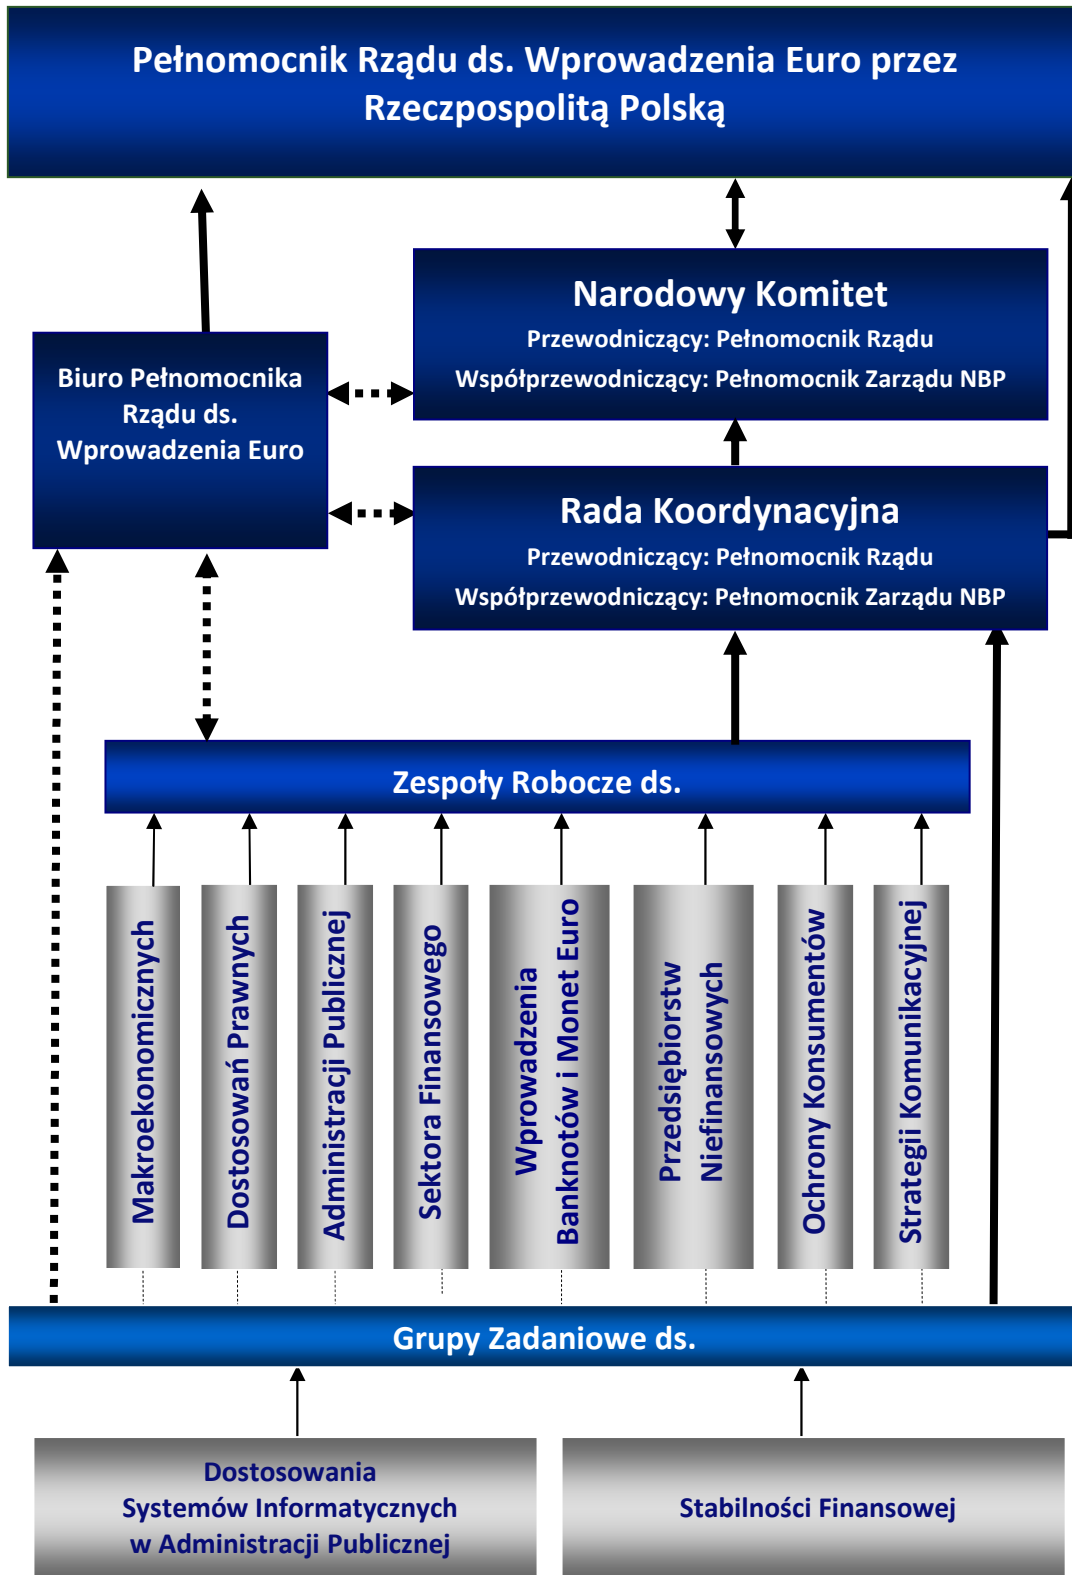 Pełnomocnik Rządu ds. Wprowadzenia Euro przez
Rzeczpospolitą Polską
Narodowy Komitet
Przewodniczący: Pełnomocnik Rządu
Współprzewodniczący: Pełnomocnik Zarządu NBP
Biuro Pełnomocnika
Rządu ds.
Wprowadzenia Euro
Rada Koordynacyjna
Przewodniczący: Pełnomocnik Rządu
Współprzewodniczący: Pełnomocnik Zarządu NBP
Zespoły Robocze ds.
Makroekonomicznych
Dostosowań Prawnych
Administracji Publicznej
Sektora Finansowego
Wprowadzenia
Banknotów i Monet Euro
Przedsiębiorstw
Niefinansowych
Ochrony Konsumentów
Strategii Komunikacyjnej
Grupy Zadaniowe ds.
Dostosowania
Systemów Informatycznych
w Administracji Publicznej
Stabilności Finansowej